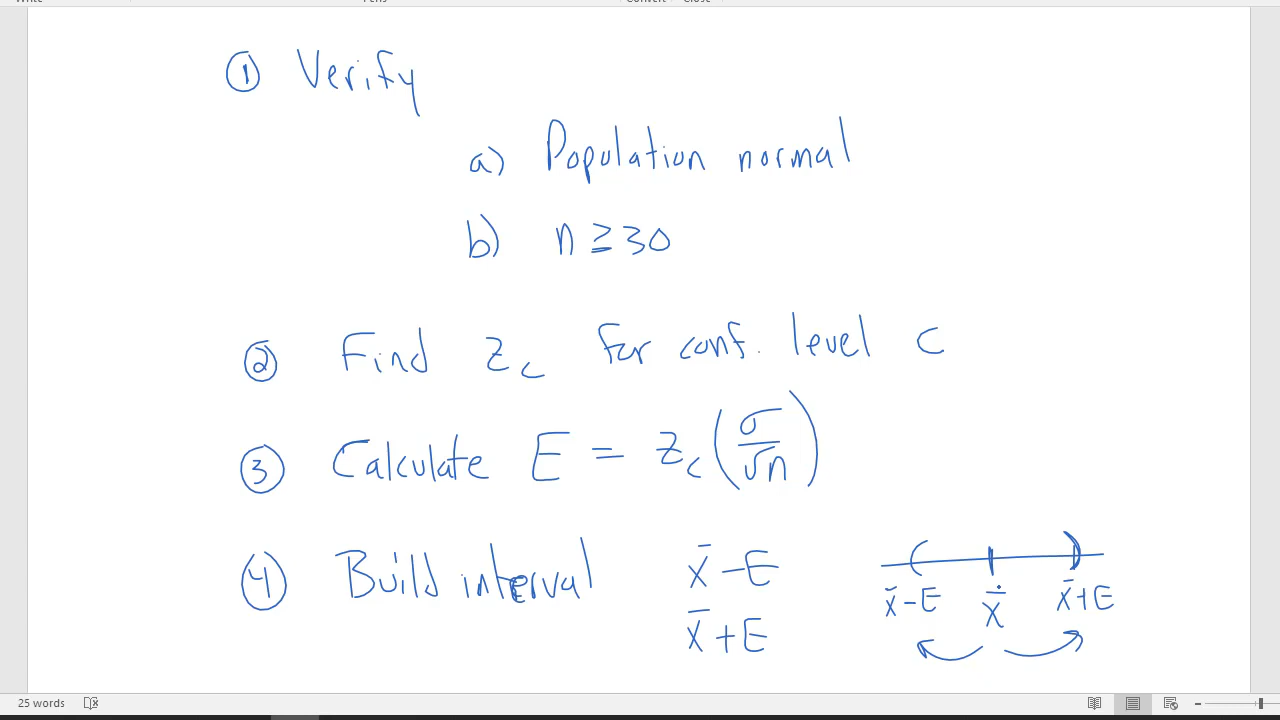 ① Verify
a) Population normal
b) n ≥ 30
② Find z_c for conf. level c
③ Calculate E = z_c (σ/√n)
④ Build interval x̄ - E
x̄ + E
x̄ - E x̄ x̄ + E
25 words